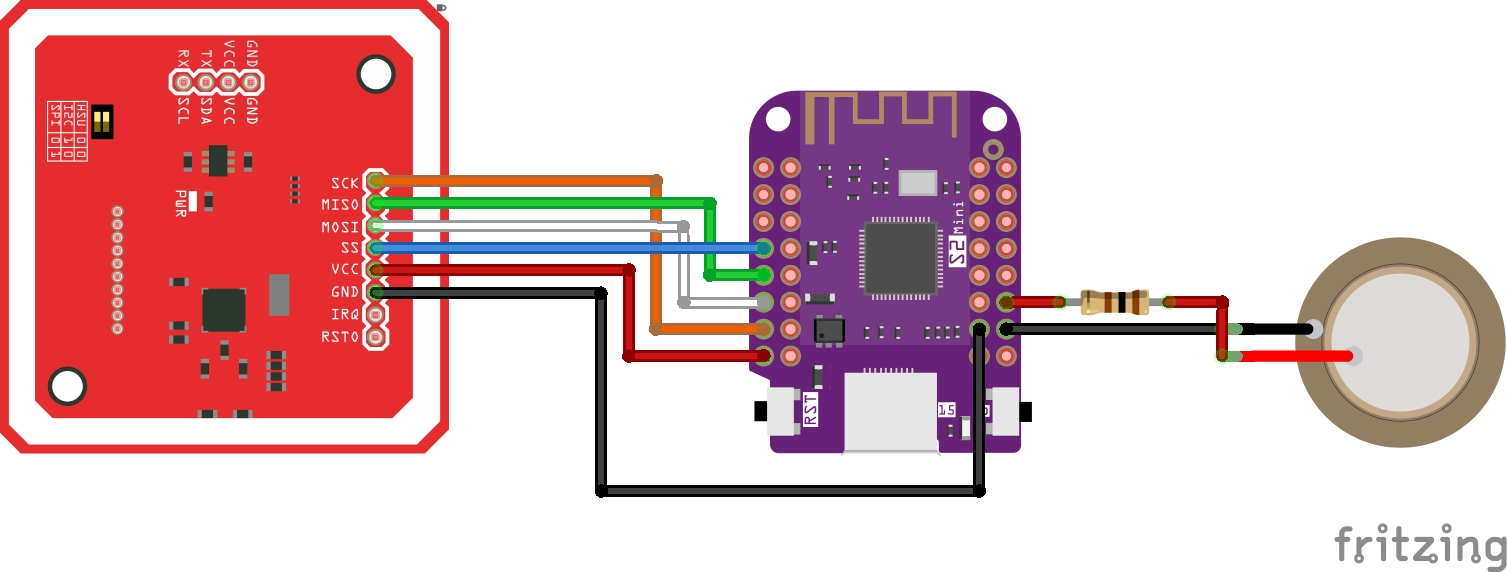 GND
VCC
TX
RX
GND
VCC
SDA
SCL
HSU 0 0
I2C 1 0
SPI 0 1
PWR
SCK
MISO
MOSI
SS
VCC
GND
IRQ
RSTO
S2 Mini
RST
15
0
fritzing